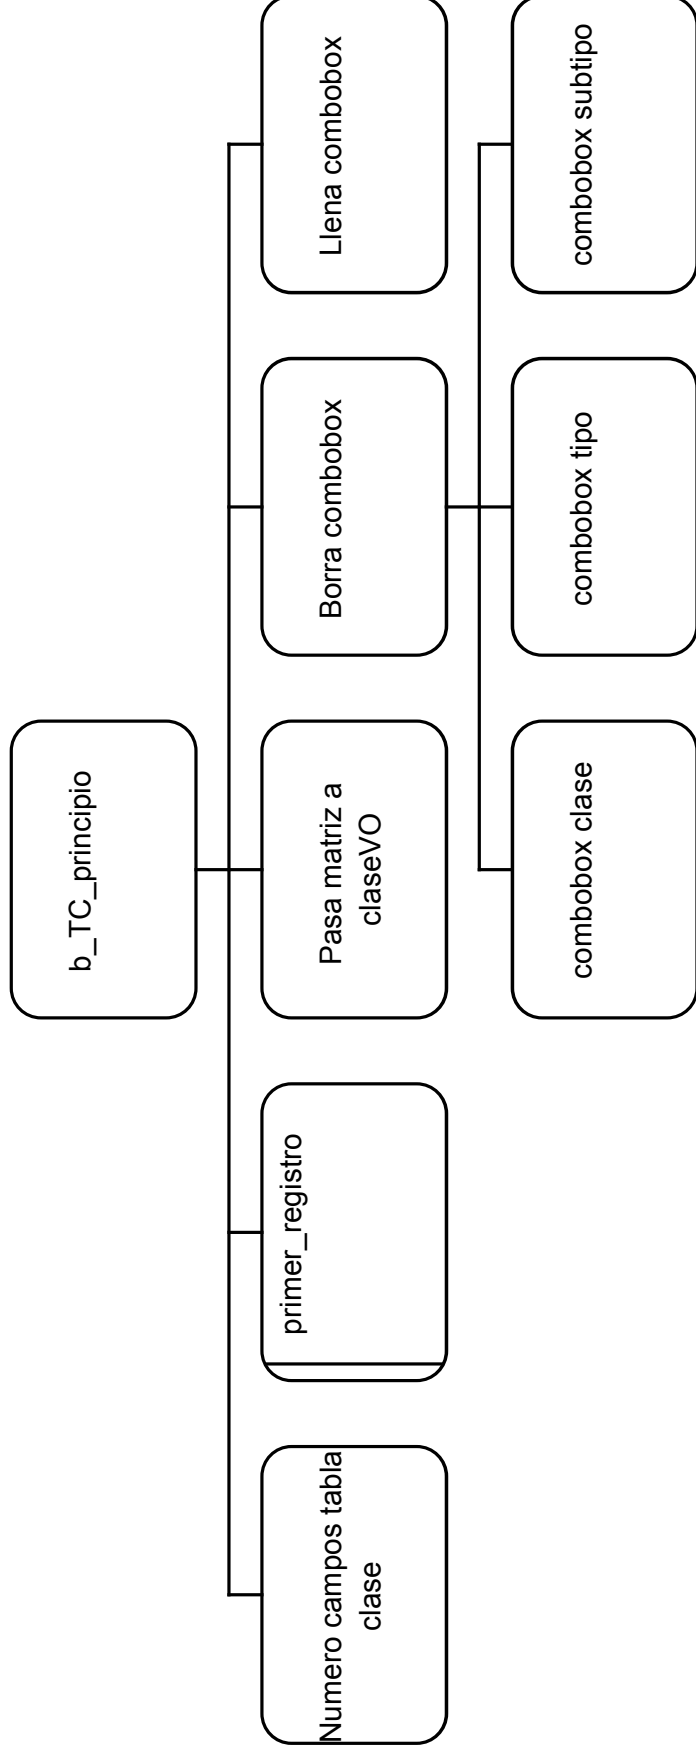 b_TC_principio
Numero campos tabla
clase
primer_registro
Pasa matriz a
claseVO
Borra combobox
Llena combobox
combobox clase
combobox tipo
combobox subtipo